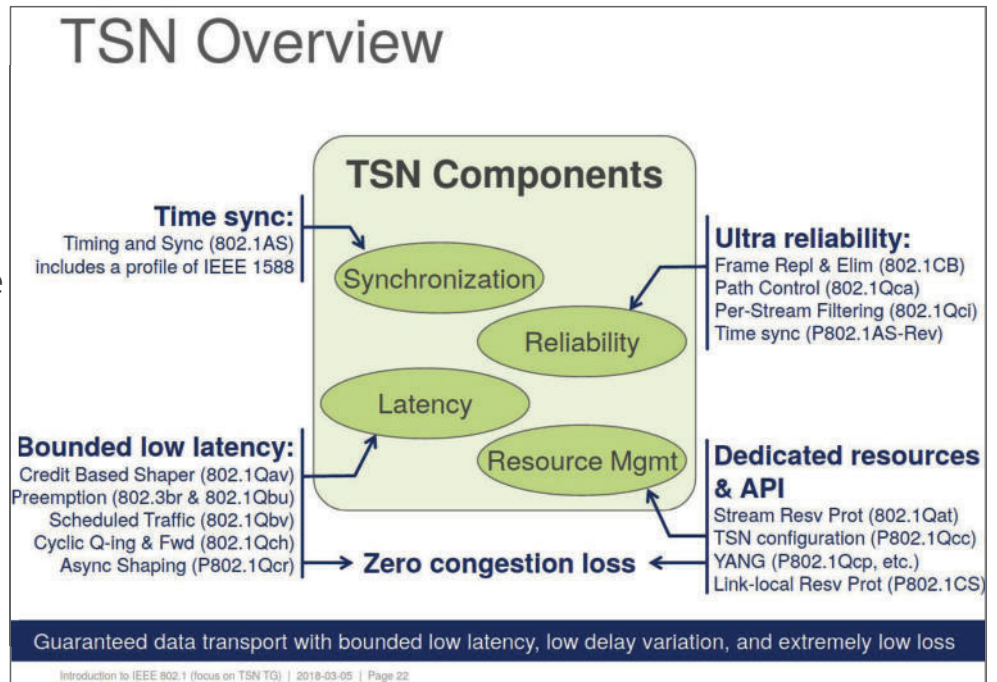 TSN Overview
TSN Components
Time sync:
Timing and Sync (802.1AS)
includes a profile of IEEE 1588
Synchronization
Ultra reliability:
Frame Repl & Elim (802.1CB)
Path Control (802.1Qca)
Per-Stream Filtering (802.1Qci)
Time sync (P802.1AS-Rev)
e
Reliability
Latency
Bounded low latency:
Credit Based Shaper (802.1Qav)
Preemption (802.3br & 802.1Qbu)
Scheduled Traffic (802.1Qbv)
Cyclic Q-ing & Fwd (802.1Qch)
Async Shaping (P802.1Qcr)
Resource Mgmt
Dedicated resources
& API
Stream Resv Prot (802.1Qat)
TSN configuration (P802.1Qcc)
YANG (P802.1Qcp, etc.)
Link-local Resv Prot (P802.1CS)
Zero congestion loss
Guaranteed data transport with bounded low latency, low delay variation, and extremely low loss
Introduction to IEEE 802.1 (focus on TSN TG) | 2018-03-05 | Page 22